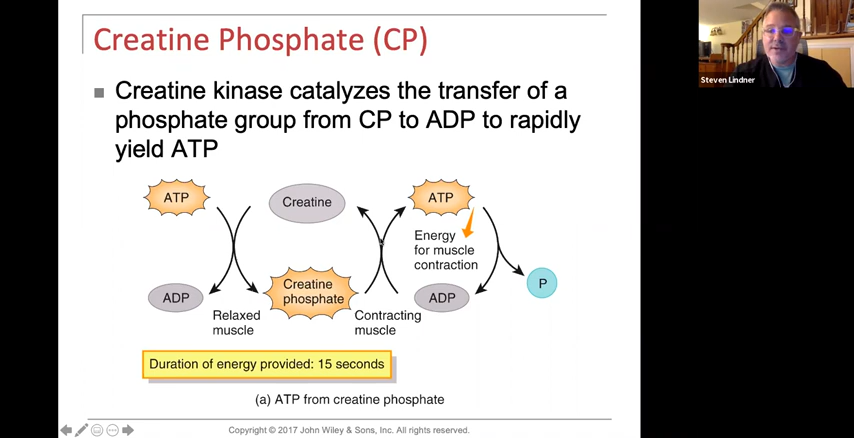 Creatine Phosphate (CP)
Steven Lindner
■ Creatine kinase catalyzes the transfer of a
phosphate group from CP to ADP to rapidly
yield ATP
ATP
Creatine
ATP
Energy
for muscle
contraction
P
ADP
Creatine
phosphate
ADP
Relaxed
muscle
Contracting
muscle
Duration of energy provided: 15 seconds
(a) ATP from creatine phosphate
Copyright © 2017 John Wiley & Sons, Inc. All rights reserved.